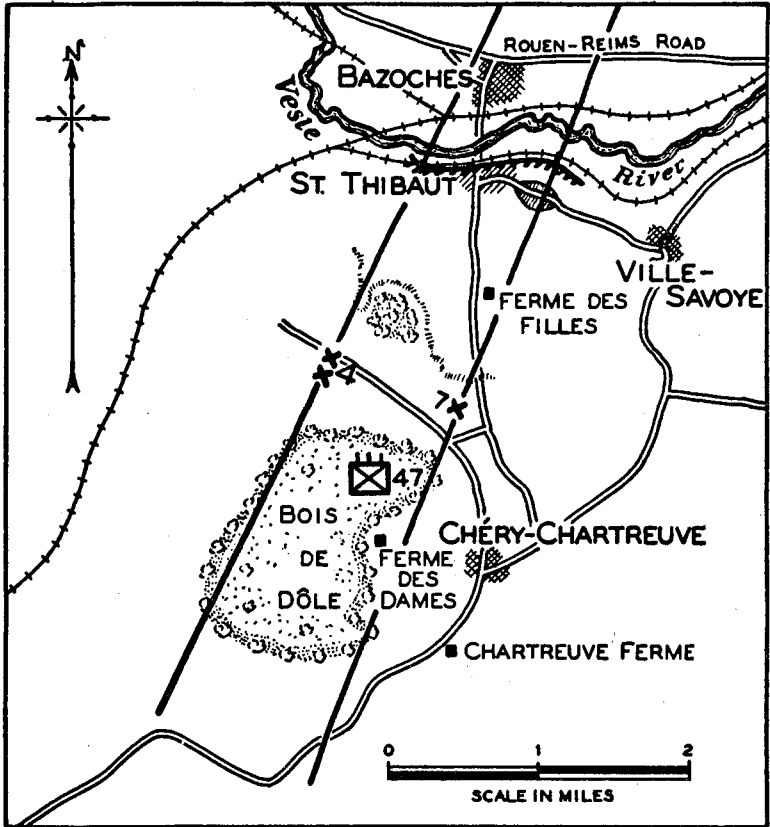 N
ROUEN-REIMS ROAD
BAZOCHES
Vesle
River
ST. THIBAUT
VILLE-
SAVOYE
FERME DES
FILLES
4
7
47
BOIS
DE
DÔLE
CHÉRY-CHARTREUVE
FERME
DES
DAMES
CHARTREUVE FERME
0 1 2
SCALE IN MILES